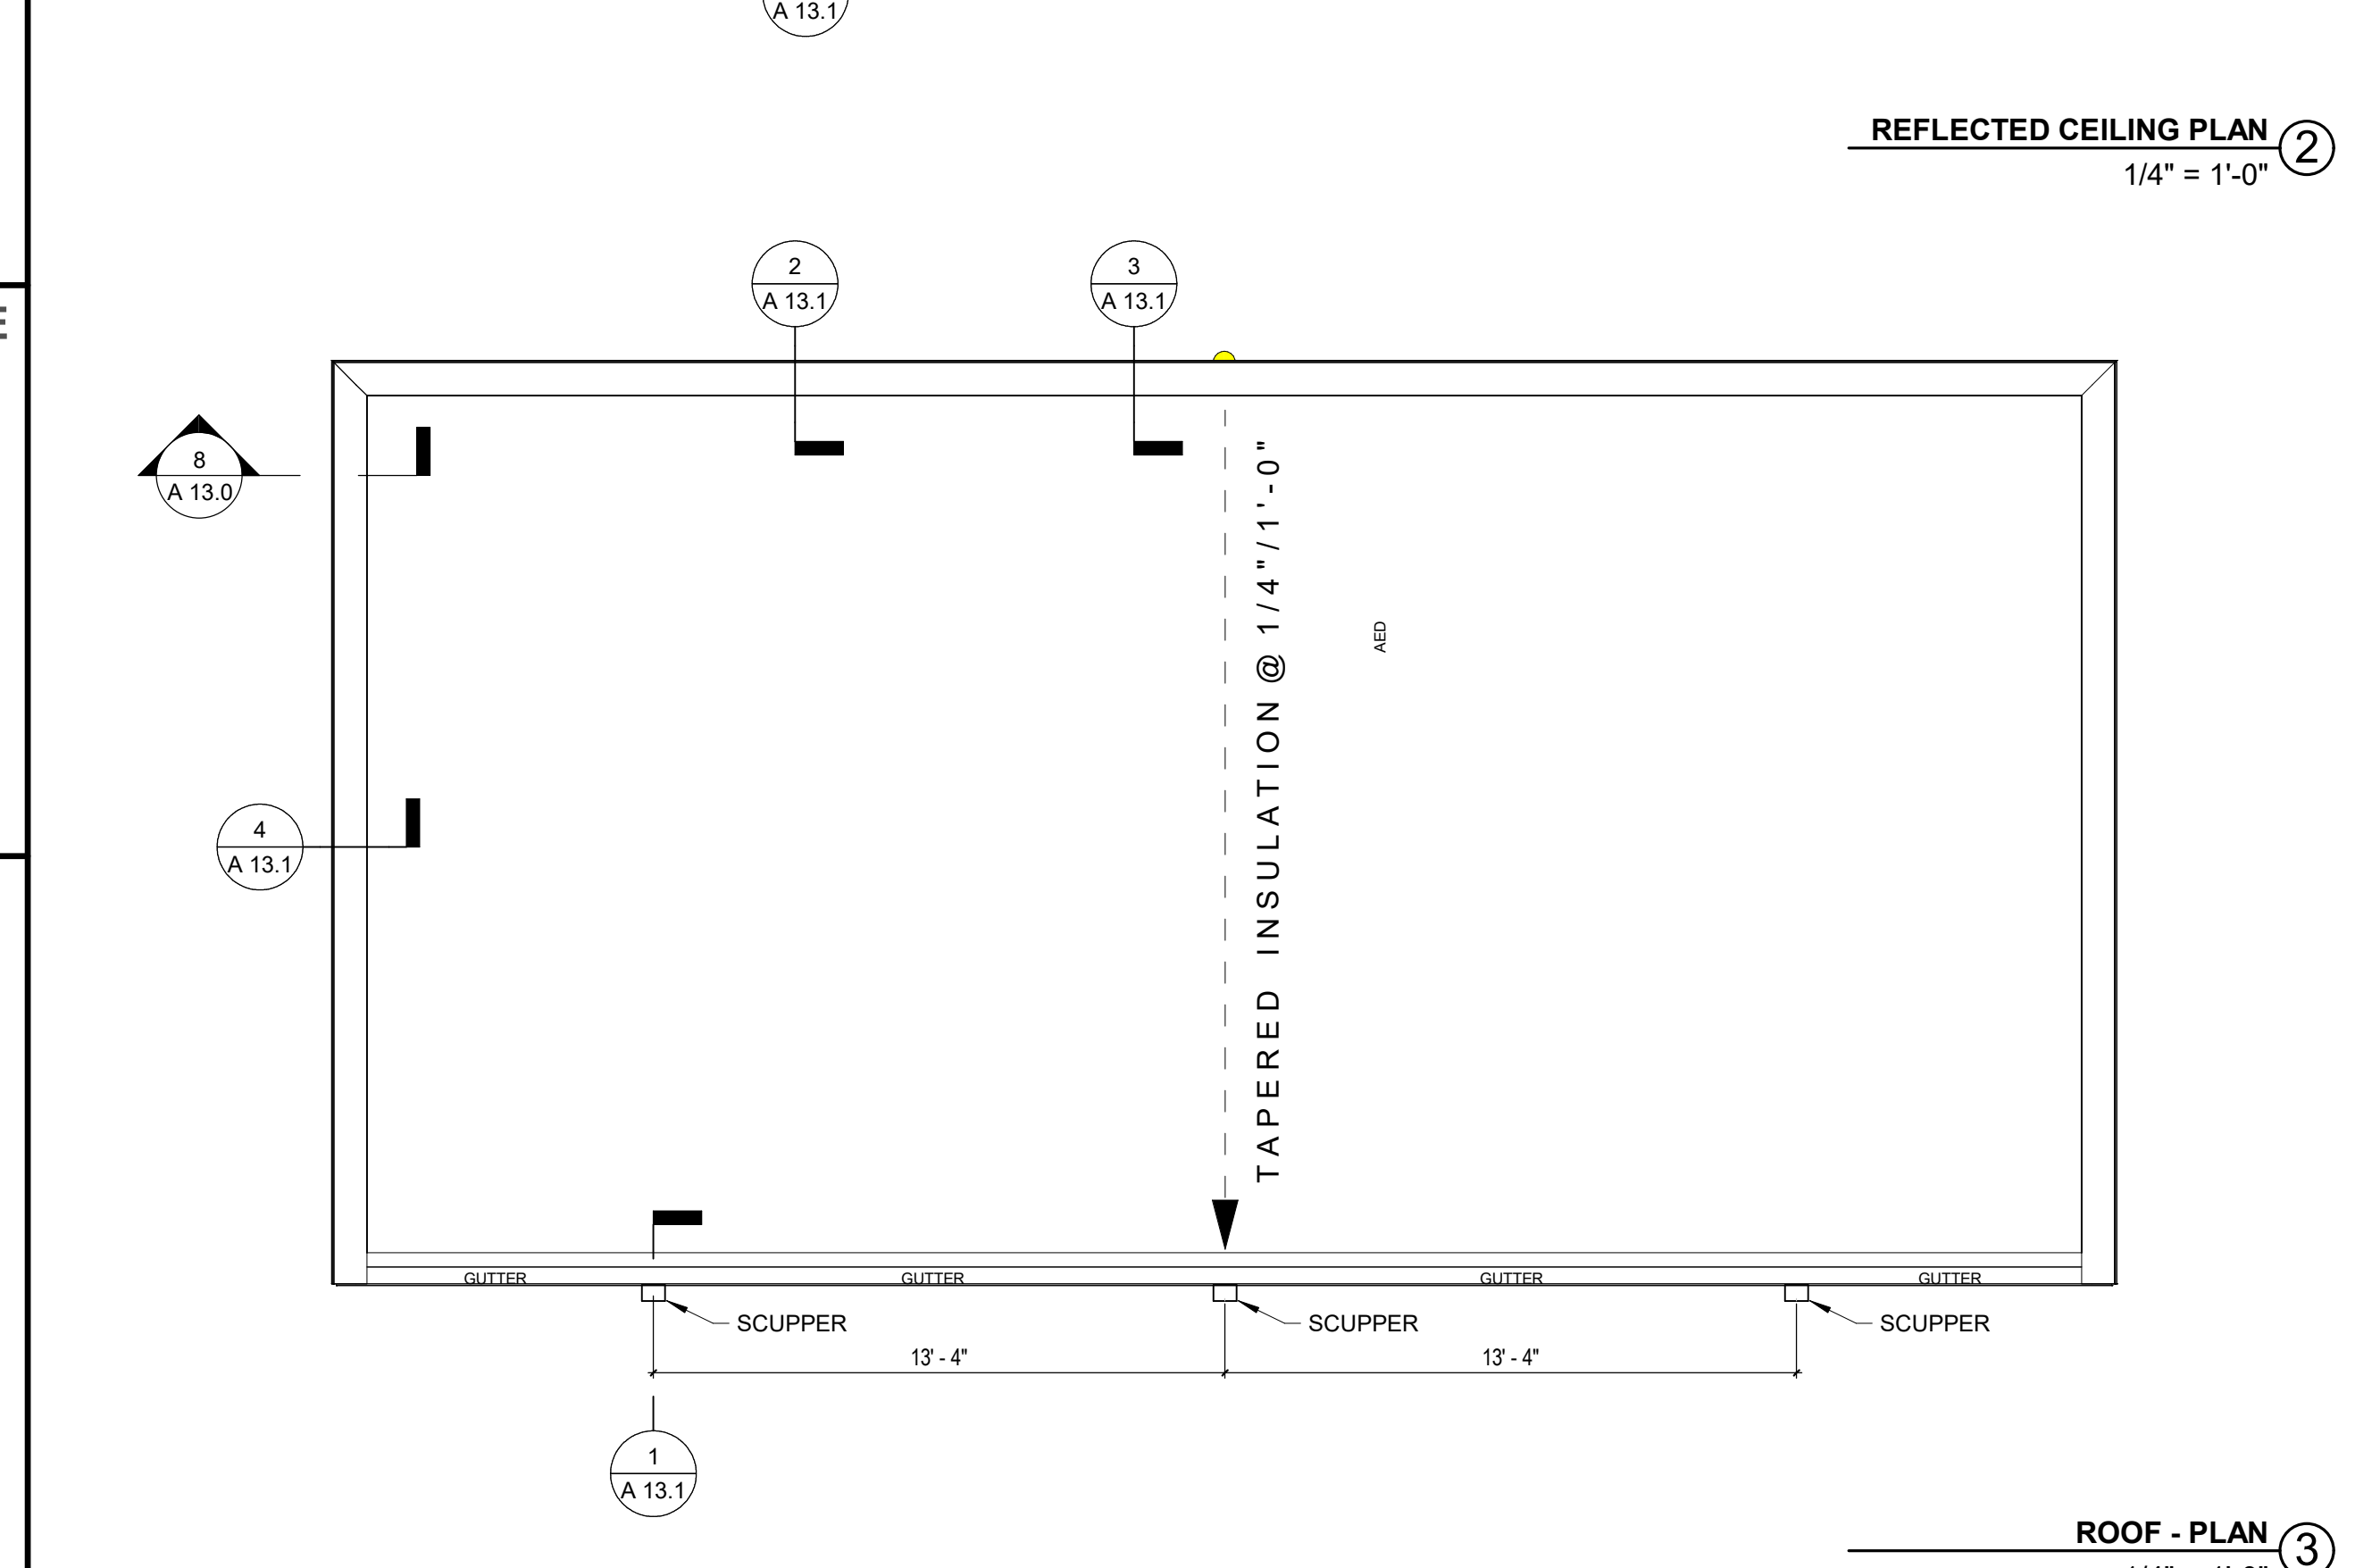 A 13.1
REFLECTED CEILING PLAN
2
1/4" = 1'-0"
2
A 13.1
3
A 13.1
8
A 13.0
TAPERED INSULATION @ 1/4"/1'-0"
AED
4
A 13.1
GUTTER
GUTTER
GUTTER
GUTTER
SCUPPER
SCUPPER
SCUPPER
13' - 4"
13' - 4"
1
A 13.1
ROOF - PLAN
3